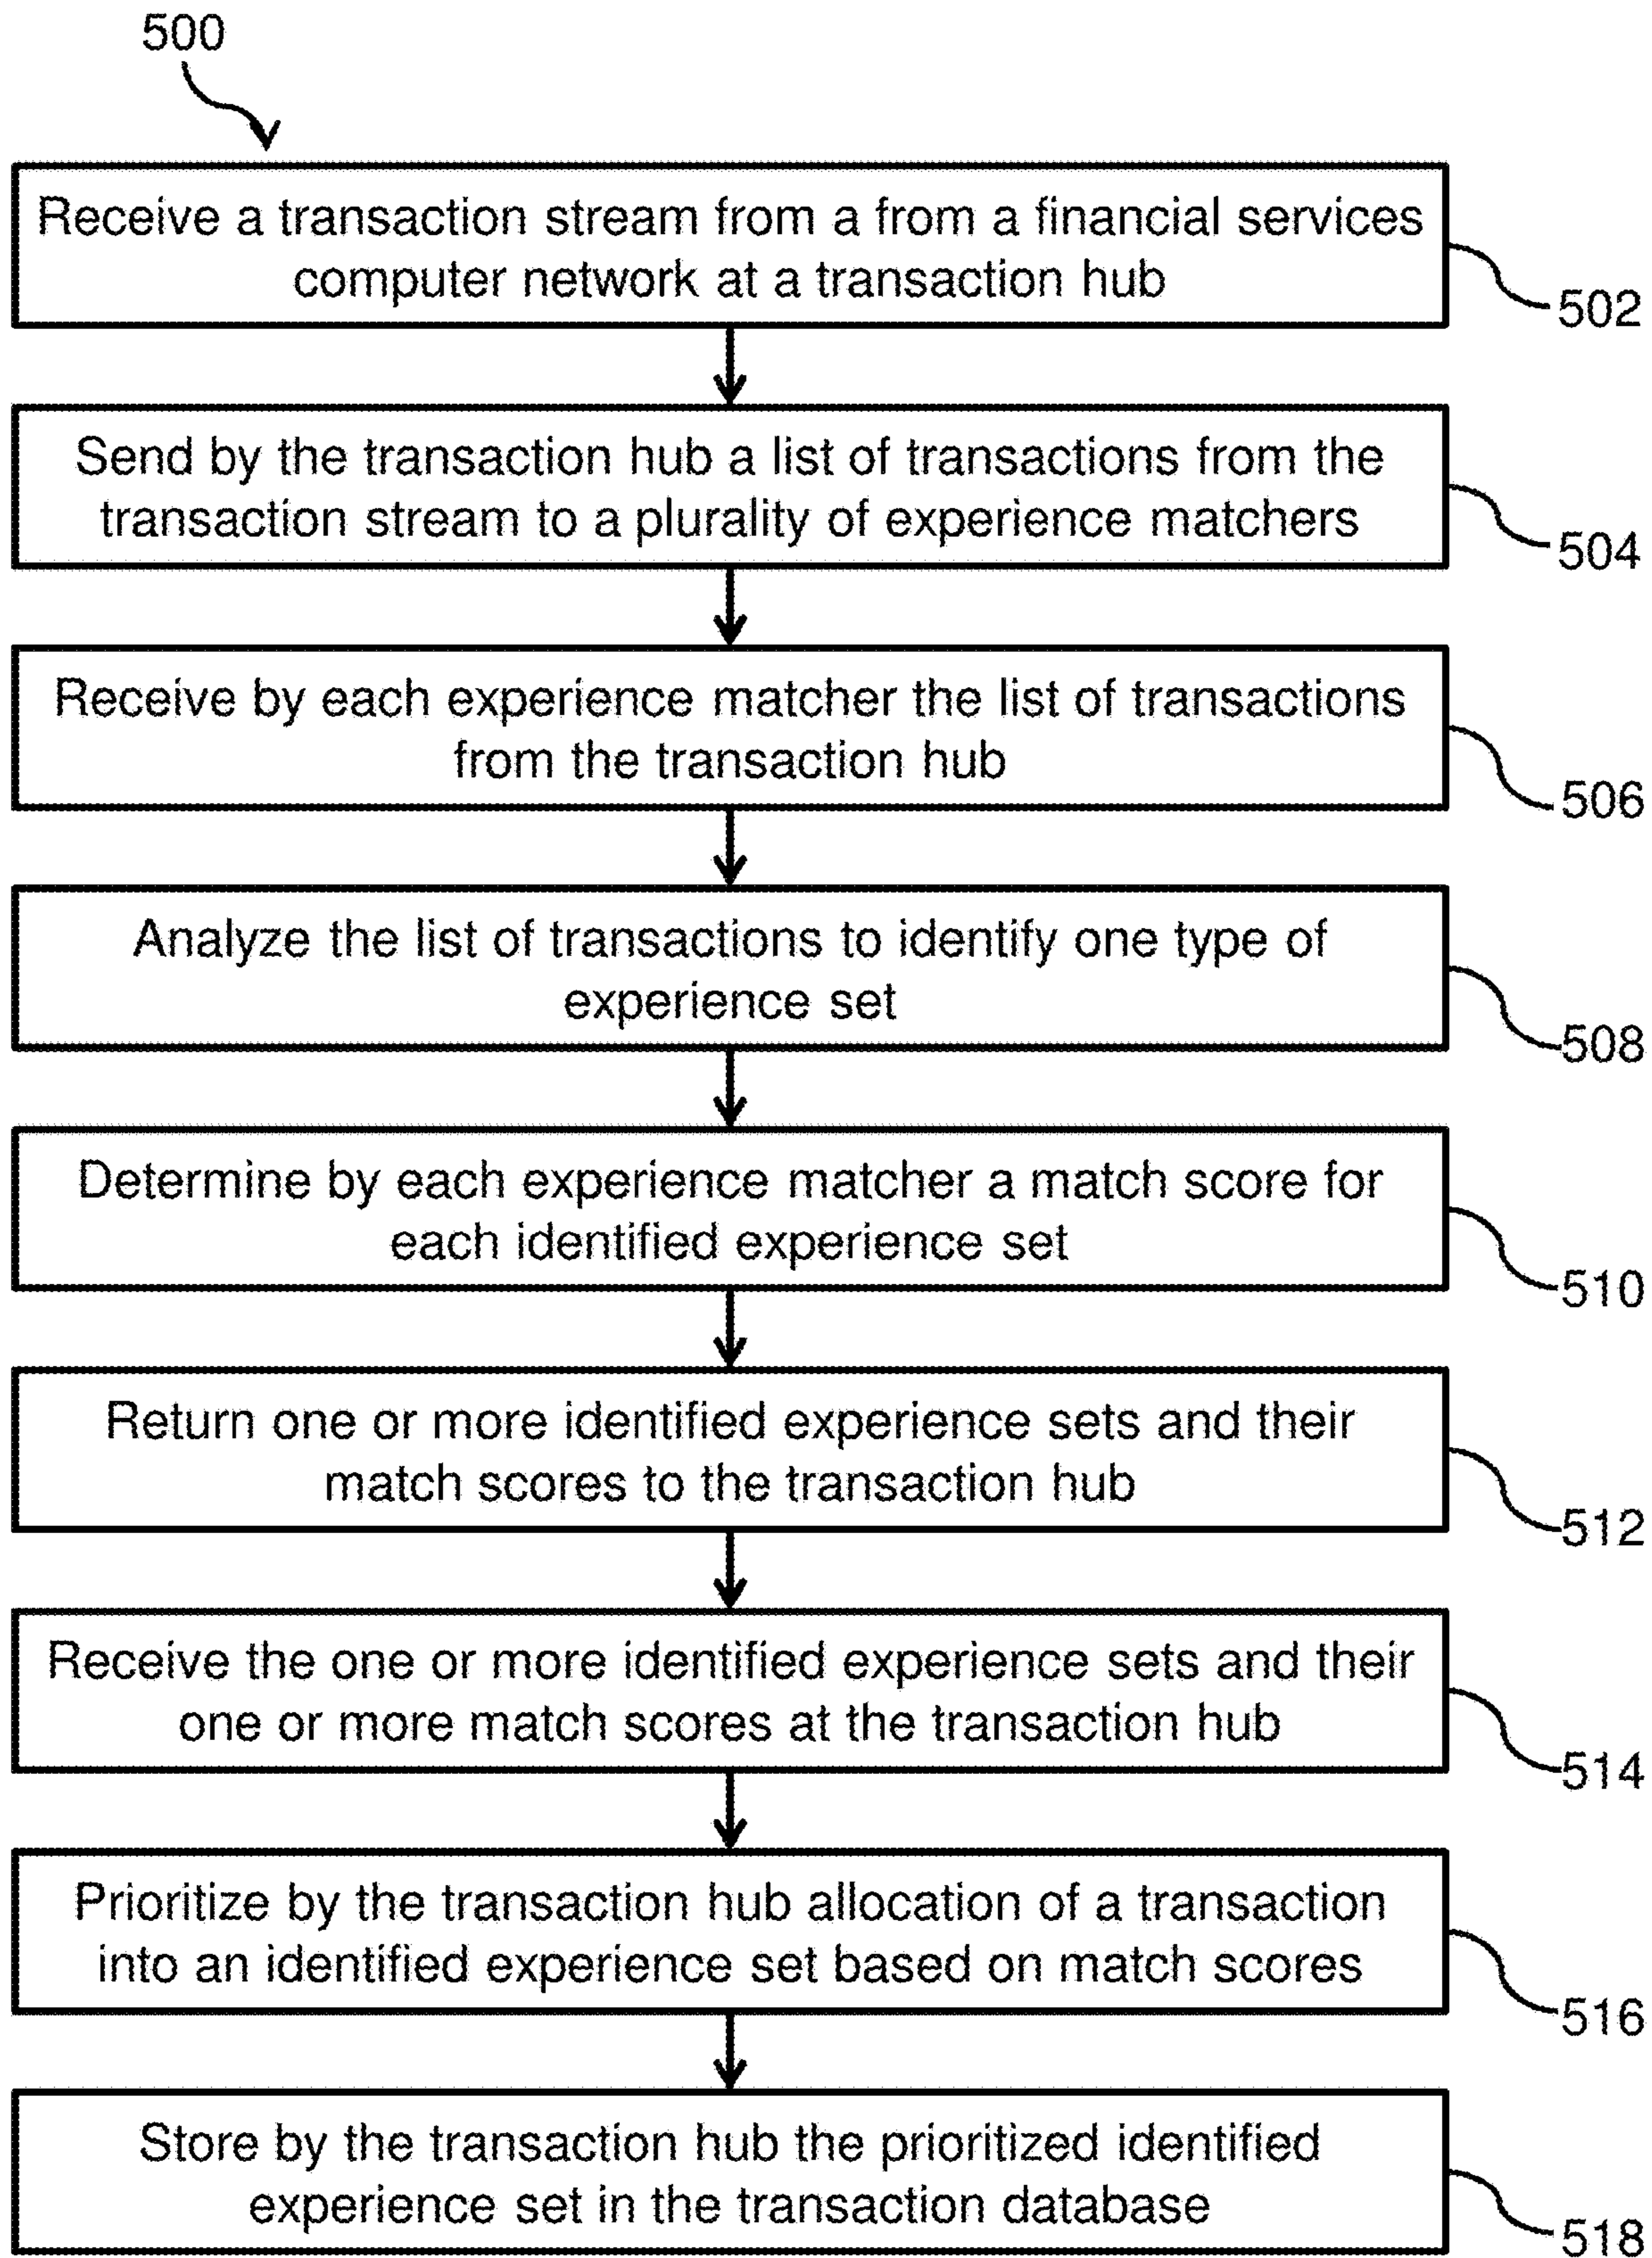 500
Receive a transaction stream from a from a financial services
computer network at a transaction hub
502
Send by the transaction hub a list of transactions from the
transaction stream to a plurality of experience matchers
504
Receive by each experience matcher the list of transactions
from the transaction hub
506
Analyze the list of transactions to identify one type of
experience set
508
Determine by each experience matcher a match score for
each identified experience set
510
Return one or more identified experience sets and their
match scores to the transaction hub
512
Receive the one or more identified experience sets and their
one or more match scores at the transaction hub
514
Prioritize by the transaction hub allocation of a transaction
into an identified experience set based on match scores
516
Store by the transaction hub the prioritized identified
experience set in the transaction database
518